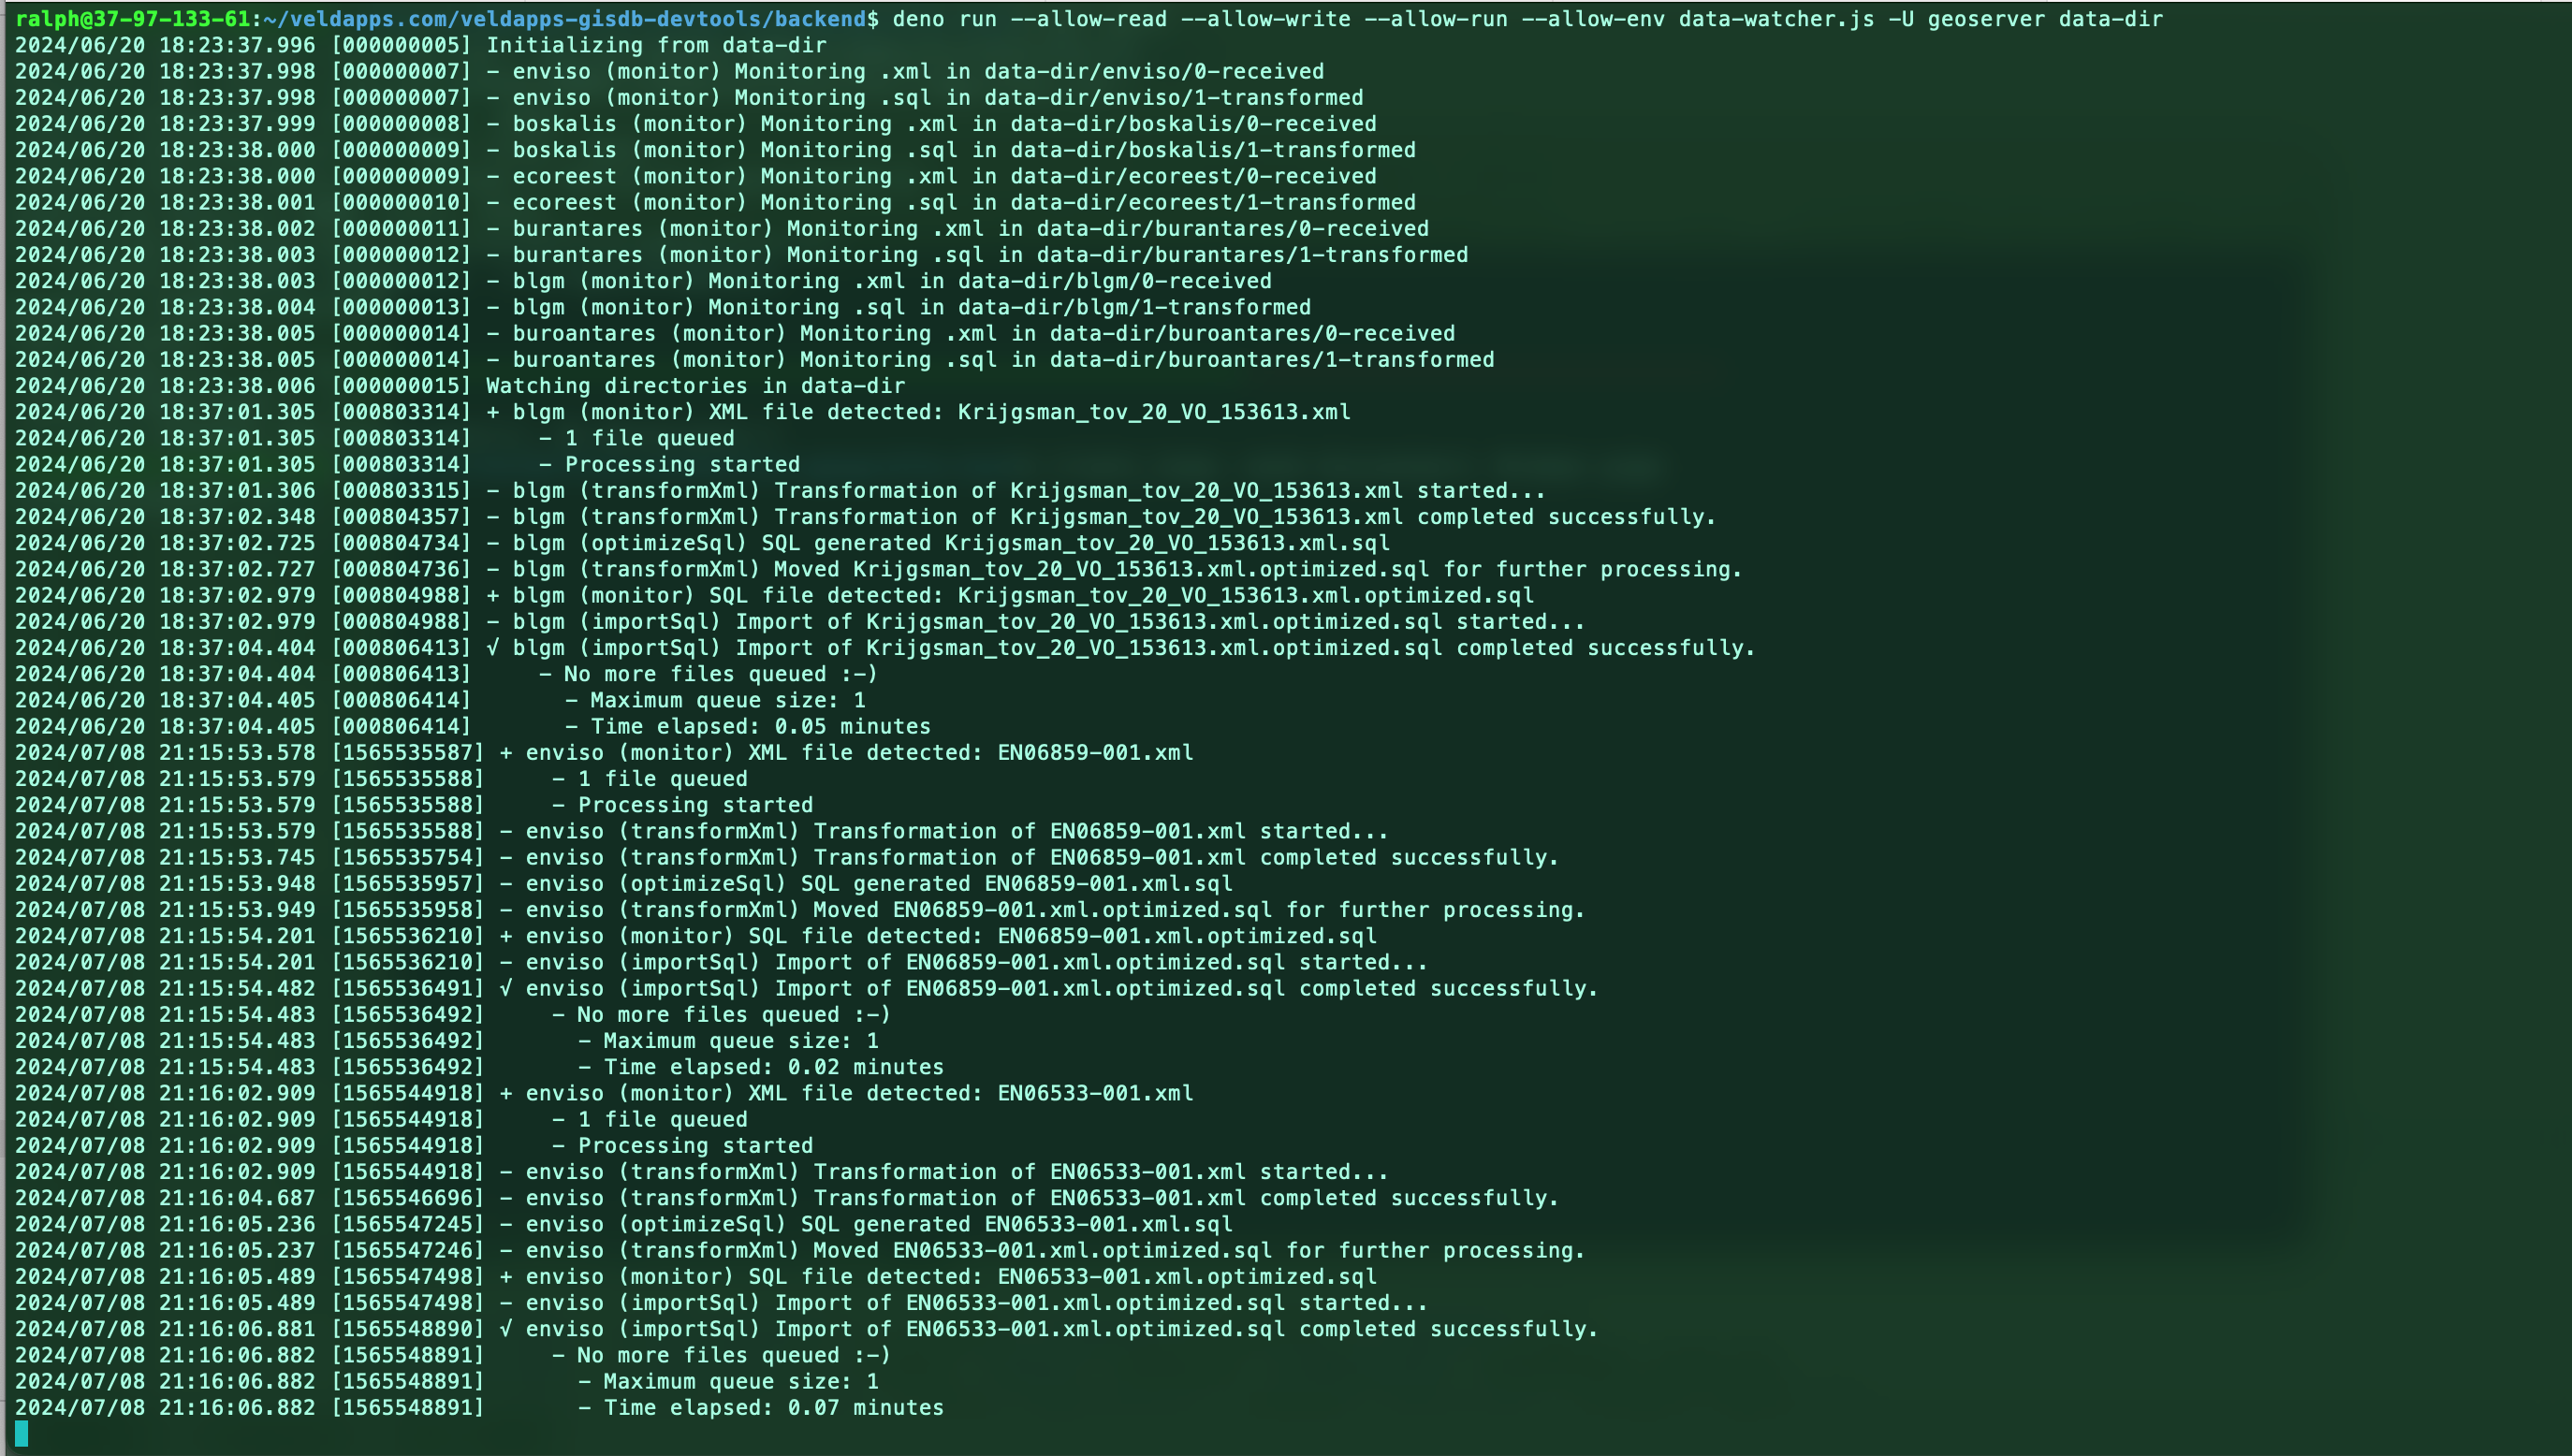 ralph@37-97-133-61:~/veldapps.com/veldapps-gisdb-devtools/backend$ deno run --allow-read --allow-write --allow-run --allow-env data-watcher.js -U geoserver data-dir
2024/06/20 18:23:37.996 [000000005] Initializing from data-dir
2024/06/20 18:23:37.998 [000000007] - enviso (monitor) Monitoring .xml in data-dir/enviso/0-received
2024/06/20 18:23:37.998 [000000007] - enviso (monitor) Monitoring .sql in data-dir/enviso/1-transformed
2024/06/20 18:23:37.999 [000000008] - boskalis (monitor) Monitoring .xml in data-dir/boskalis/0-received
2024/06/20 18:23:38.000 [000000009] - boskalis (monitor) Monitoring .sql in data-dir/boskalis/1-transformed
2024/06/20 18:23:38.000 [000000009] - ecoreest (monitor) Monitoring .xml in data-dir/ecoreest/0-received
2024/06/20 18:23:38.001 [000000010] - ecoreest (monitor) Monitoring .sql in data-dir/ecoreest/1-transformed
2024/06/20 18:23:38.002 [000000011] - burantares (monitor) Monitoring .xml in data-dir/burantares/0-received
2024/06/20 18:23:38.003 [000000012] - burantares (monitor) Monitoring .sql in data-dir/burantares/1-transformed
2024/06/20 18:23:38.003 [000000012] - blgm (monitor) Monitoring .xml in data-dir/blgm/0-received
2024/06/20 18:23:38.004 [000000013] - blgm (monitor) Monitoring .sql in data-dir/blgm/1-transformed
2024/06/20 18:23:38.005 [000000014] - buroantares (monitor) Monitoring .xml in data-dir/buroantares/0-received
2024/06/20 18:23:38.005 [000000014] - buroantares (monitor) Monitoring .sql in data-dir/buroantares/1-transformed
2024/06/20 18:23:38.006 [000000015] Watching directories in data-dir
2024/06/20 18:37:01.305 [000803314] + blgm (monitor) XML file detected: Krijgsman_tov_20_VO_153613.xml
2024/06/20 18:37:01.305 [000803314]     - 1 file queued
2024/06/20 18:37:01.305 [000803314]     - Processing started
2024/06/20 18:37:01.306 [000803315] - blgm (transformXml) Transformation of Krijgsman_tov_20_VO_153613.xml started...
2024/06/20 18:37:02.348 [000804357] - blgm (transformXml) Transformation of Krijgsman_tov_20_VO_153613.xml completed successfully.
2024/06/20 18:37:02.725 [000804734] - blgm (optimizeSql) SQL generated Krijgsman_tov_20_VO_153613.xml.sql
2024/06/20 18:37:02.727 [000804736] - blgm (transformXml) Moved Krijgsman_tov_20_VO_153613.xml.optimized.sql for further processing.
2024/06/20 18:37:02.979 [000804988] + blgm (monitor) SQL file detected: Krijgsman_tov_20_VO_153613.xml.optimized.sql
2024/06/20 18:37:02.979 [000804988] - blgm (importSql) Import of Krijgsman_tov_20_VO_153613.xml.optimized.sql started...
2024/06/20 18:37:04.404 [000806413] √ blgm (importSql) Import of Krijgsman_tov_20_VO_153613.xml.optimized.sql completed successfully.
2024/06/20 18:37:04.404 [000806413]     - No more files queued :-)
2024/06/20 18:37:04.405 [000806414]       - Maximum queue size: 1
2024/06/20 18:37:04.405 [000806414]       - Time elapsed: 0.05 minutes
2024/07/08 21:15:53.578 [1565535587] + enviso (monitor) XML file detected: EN06859-001.xml
2024/07/08 21:15:53.579 [1565535588]     - 1 file queued
2024/07/08 21:15:53.579 [1565535588]     - Processing started
2024/07/08 21:15:53.579 [1565535588] - enviso (transformXml) Transformation of EN06859-001.xml started...
2024/07/08 21:15:53.745 [1565535754] - enviso (transformXml) Transformation of EN06859-001.xml completed successfully.
2024/07/08 21:15:53.948 [1565535957] - enviso (optimizeSql) SQL generated EN06859-001.xml.sql
2024/07/08 21:15:53.949 [1565535958] - enviso (transformXml) Moved EN06859-001.xml.optimized.sql for further processing.
2024/07/08 21:15:54.201 [1565536210] + enviso (monitor) SQL file detected: EN06859-001.xml.optimized.sql
2024/07/08 21:15:54.201 [1565536210] - enviso (importSql) Import of EN06859-001.xml.optimized.sql started...
2024/07/08 21:15:54.482 [1565536491] √ enviso (importSql) Import of EN06859-001.xml.optimized.sql completed successfully.
2024/07/08 21:15:54.483 [1565536492]     - No more files queued :-)
2024/07/08 21:15:54.483 [1565536492]       - Maximum queue size: 1
2024/07/08 21:15:54.483 [1565536492]       - Time elapsed: 0.02 minutes
2024/07/08 21:16:02.909 [1565544918] + enviso (monitor) XML file detected: EN06533-001.xml
2024/07/08 21:16:02.909 [1565544918]     - 1 file queued
2024/07/08 21:16:02.909 [1565544918]     - Processing started
2024/07/08 21:16:02.909 [1565544918] - enviso (transformXml) Transformation of EN06533-001.xml started...
2024/07/08 21:16:04.687 [1565546696] - enviso (transformXml) Transformation of EN06533-001.xml completed successfully.
2024/07/08 21:16:05.236 [1565547245] - enviso (optimizeSql) SQL generated EN06533-001.xml.sql
2024/07/08 21:16:05.237 [1565547246] - enviso (transformXml) Moved EN06533-001.xml.optimized.sql for further processing.
2024/07/08 21:16:05.489 [1565547498] + enviso (monitor) SQL file detected: EN06533-001.xml.optimized.sql
2024/07/08 21:16:05.489 [1565547498] - enviso (importSql) Import of EN06533-001.xml.optimized.sql started...
2024/07/08 21:16:06.881 [1565548890] √ enviso (importSql) Import of EN06533-001.xml.optimized.sql completed successfully.
2024/07/08 21:16:06.882 [1565548891]     - No more files queued :-)
2024/07/08 21:16:06.882 [1565548891]       - Maximum queue size: 1
2024/07/08 21:16:06.882 [1565548891]       - Time elapsed: 0.07 minutes